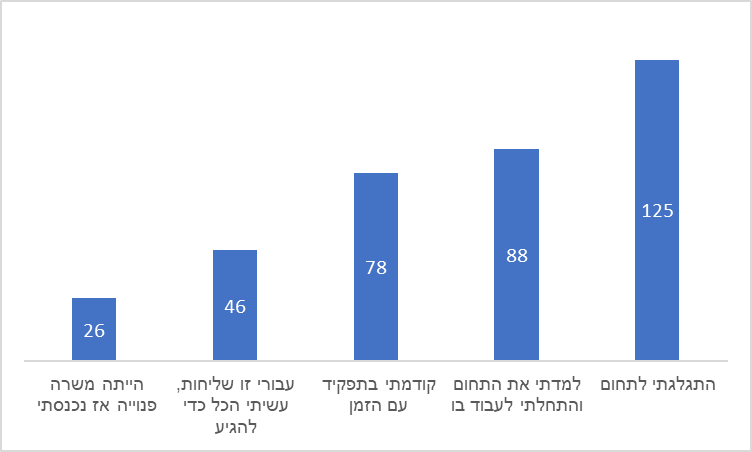 125
88
78
46
26
התגלגתי לתחום
למדתי את התחום
והתחלתי לעבוד בו
קודמתי בתפקיד
עם הזמן
עבורי זו שליחות,
עשיתי הכל כדי
להגיע
הייתה משרה
פנוייה אז נכנסתי